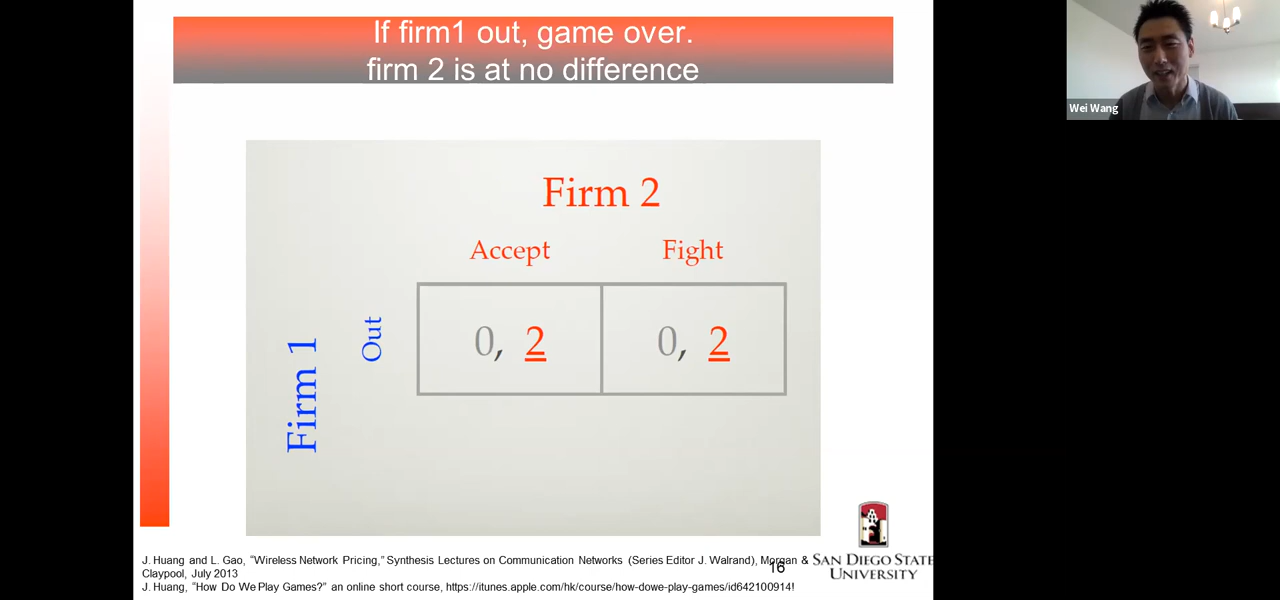 If firm1 out, game over.
firm 2 is at no difference
Wei Wang
Firm 2
Accept Fight
Firm 1
Out
0, 2 0, 2
J. Huang and L. Gao, “Wireless Network Pricing,” Synthesis Lectures on Communication Networks (Series Editor J. Walrand), Morgan &
Claypool, July 2013
J. Huang, “How Do We Play Games?” an online short course, https://itunes.apple.com/hk/course/how-dowe-play-games/id642100914!
16
SAN DIEGO STATE
UNIVERSITY